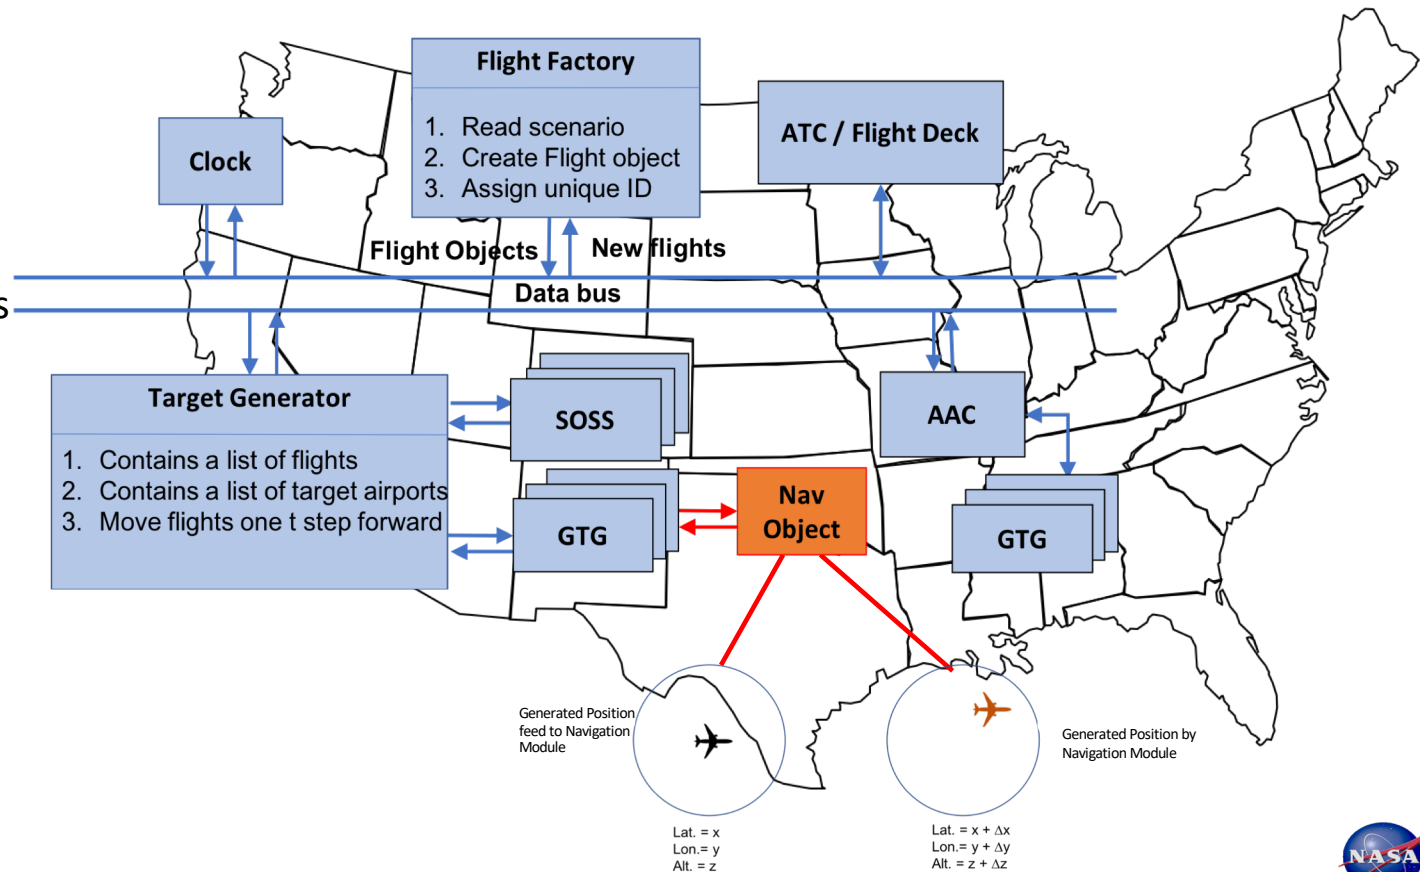 Flight Factory
1. Read scenario
2. Create Flight object
3. Assign unique ID
ATC / Flight Deck
Clock
Flight Objects
New flights
Data bus
s
Target Generator
1. Contains a list of flights
2. Contains a list of target airports
3. Move flights one t step forward
SOSS
GTG
Nav
Object
AAC
GTG
Generated Position
feed to Navigation
Module
Generated Position by
Navigation Module
Lat. = x
Lon.= y
Alt. = z
Lat. = x + Δx
Lon.= y + Δy
Alt. = z + Δz
NASA